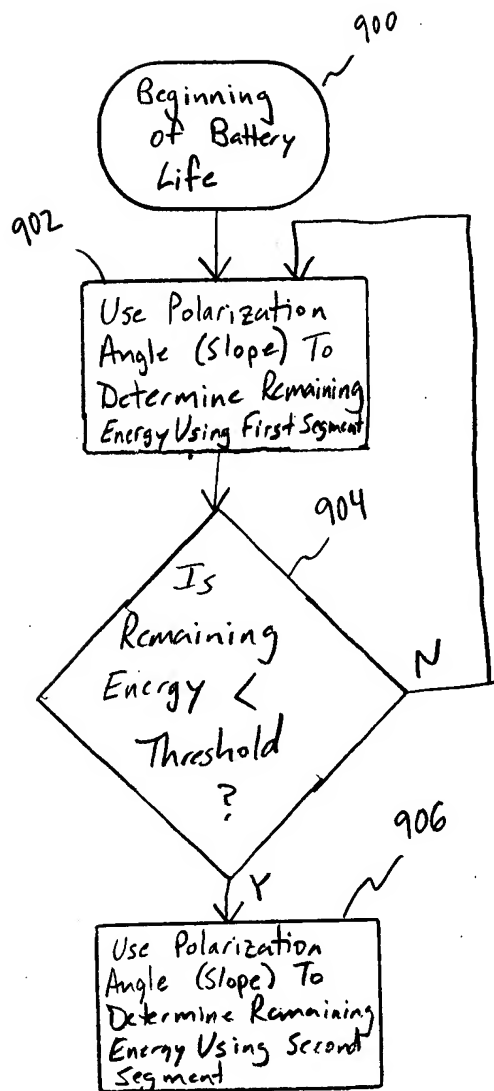 900
Beginning
of Battery
Life
902
Use Polarization
Angle (Slope) To
Determine Remaining
Energy Using First Segment
904
Is
Remaining
Energy <
Threshold
?
N
Y
906
Use Polarization
Angle (Slope) To
Determine Remaining
Energy Using Second
Segment